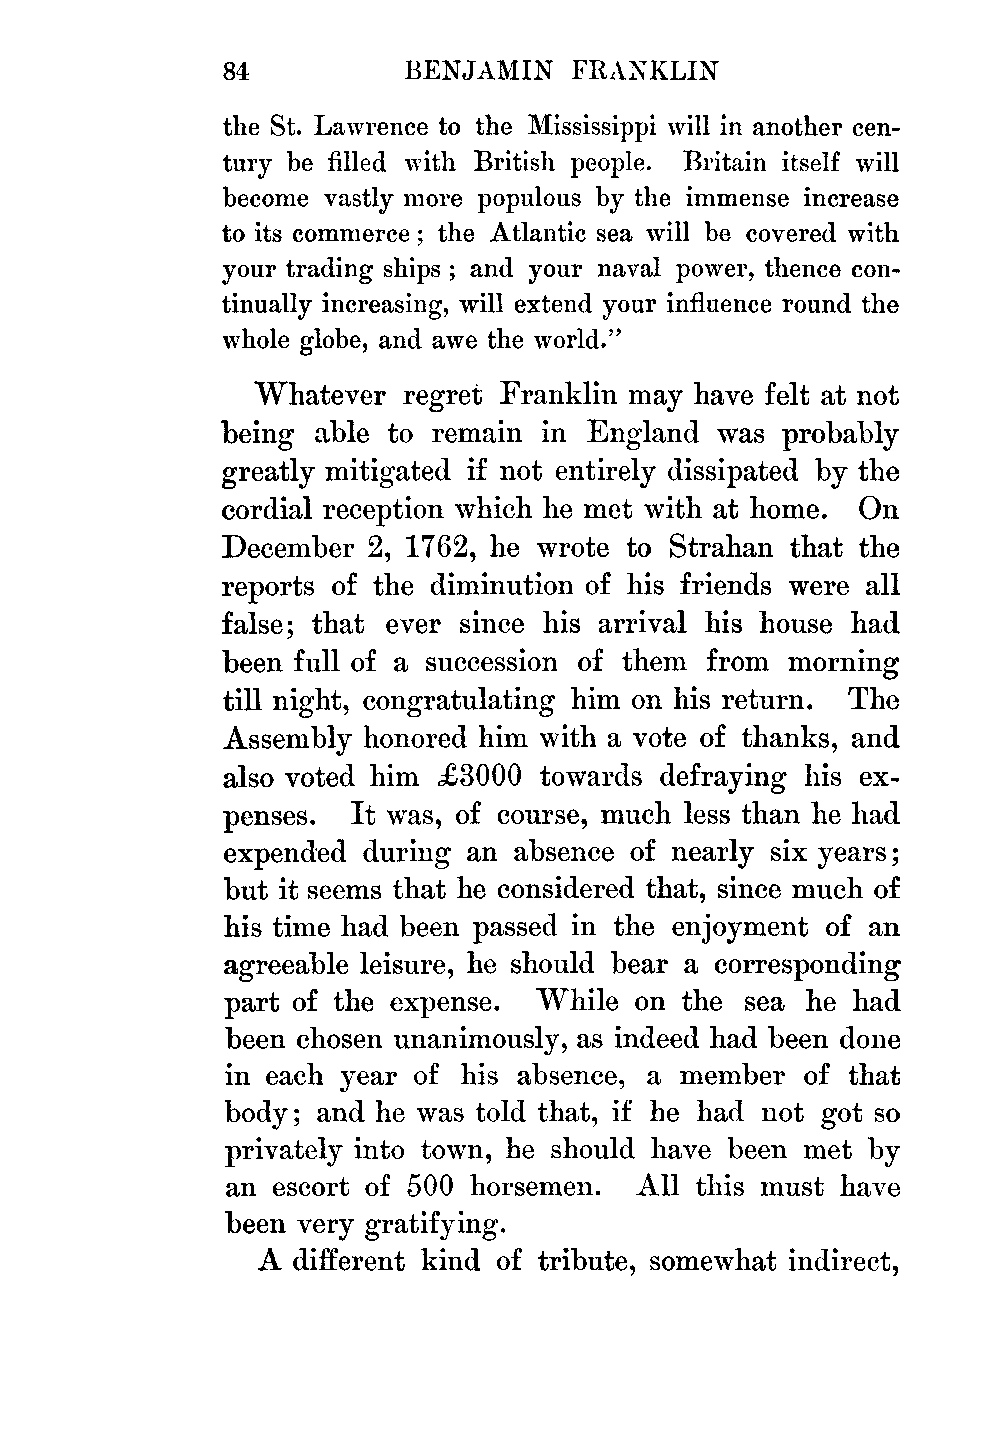 84 BENJAMIN FRANKLIN
the St. Lawrence to the Mississippi will in another cen-
tury be filled with British people. Britain itself will
become vastly more populous by the immense increase
to its commerce ; the Atlantic sea will be covered with
your trading ships ; and your naval power, thence con-
tinually increasing, will extend your influence round the
whole globe, and awe the world."
Whatever regret Franklin may have felt at not
being able to remain in England was probably
greatly mitigated if not entirely dissipated by the
cordial reception which he met with at home. On
December 2, 1762, he wrote to Strahan that the
reports of the diminution of his friends were all
false; that ever since his arrival his house had
been full of a succession of them from morning
till night, congratulating him on his return. The
Assembly honored him with a vote of thanks, and
also voted him £3000 towards defraying his ex-
penses. It was, of course, much less than he had
expended during an absence of nearly six years;
but it seems that he considered that, since much of
his time had been passed in the enjoyment of an
agreeable leisure, he should bear a corresponding
part of the expense. While on the sea he had
been chosen unanimously, as indeed had been done
in each year of his absence, a member of that
body; and he was told that, if he had not got so
privately into town, he should have been met by
an escort of 500 horsemen. All this must have
been very gratifying.
A different kind of tribute, somewhat indirect,